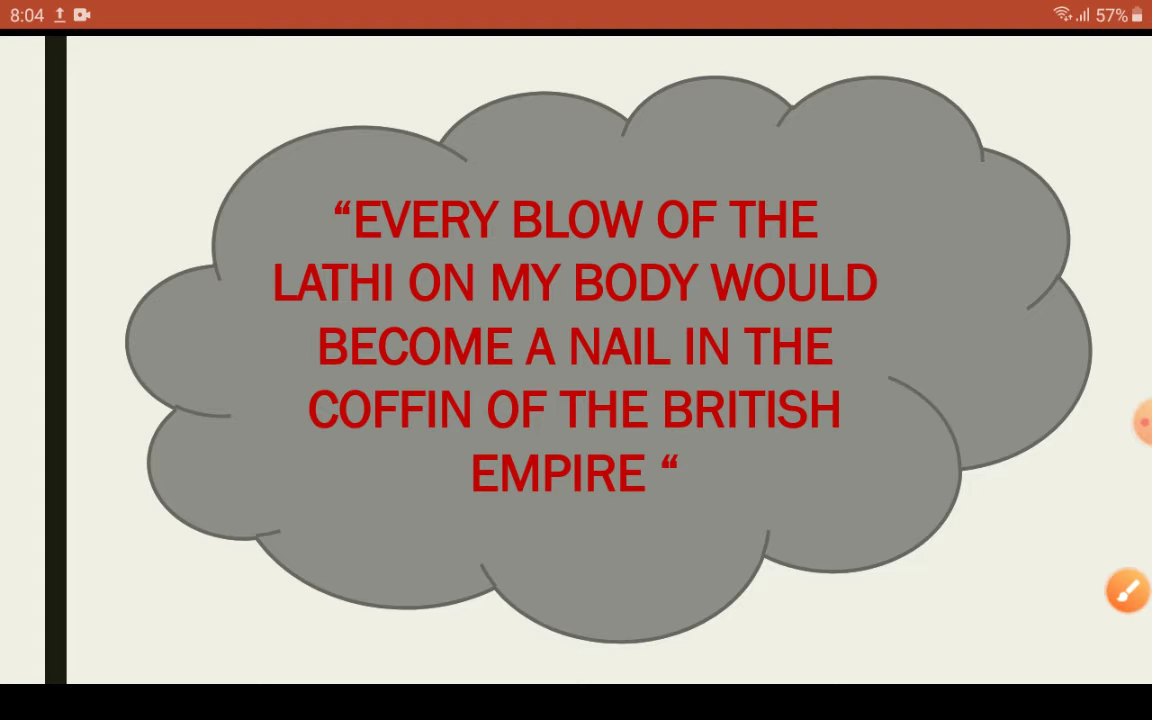 8:04
57%
“EVERY BLOW OF THE
LATHI ON MY BODY WOULD
BECOME A NAIL IN THE
COFFIN OF THE BRITISH
EMPIRE “